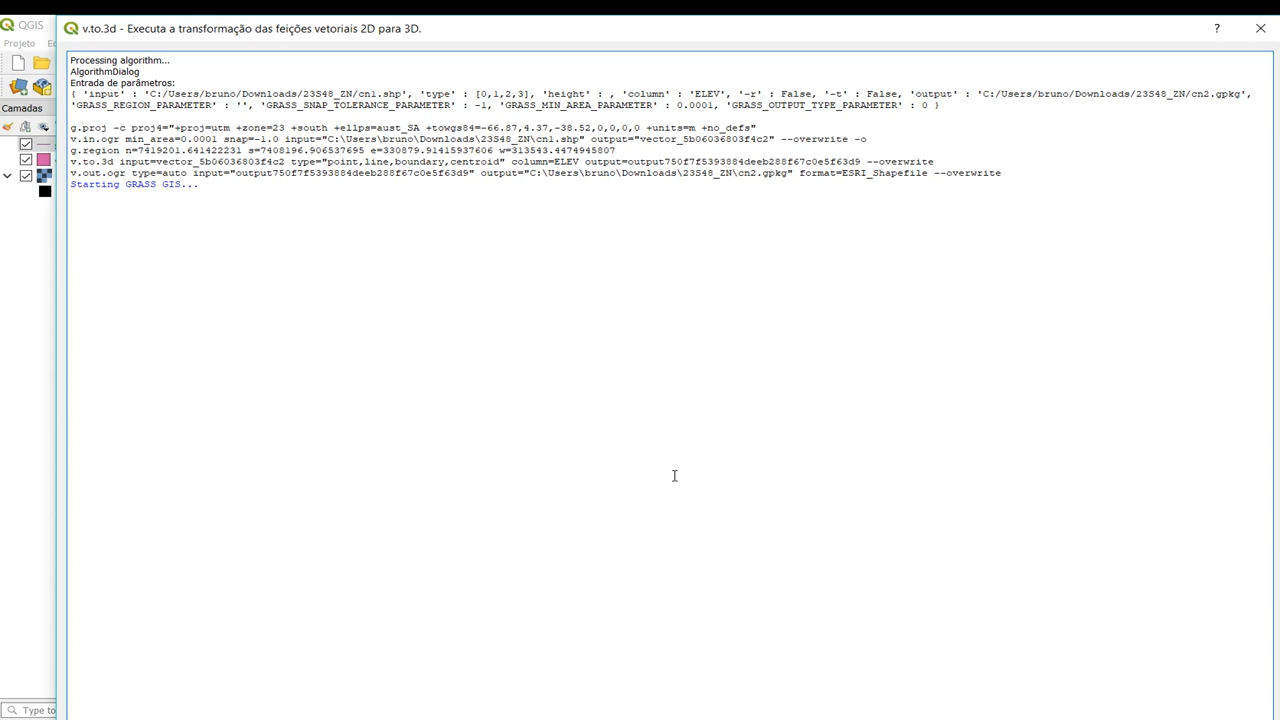 QGIS
v.to.3d - Executa a transformação das feições vetoriais 2D para 3D.
?
Projeto
Camadas
Processing algorithm...
AlgorithmDialog
Entrada de parâmetros:
{ 'input' : 'C:/Users/bruno/Downloads/23S48_ZN/cn1.shp', 'type' : [0,1,2,3], 'height' : , 'column' : 'ELEV', '-r' : False, '-t' : False, 'output' : 'C:/Users/bruno/Downloads/23S48_ZN/cn2.gpkg',
'GRASS_REGION_PARAMETER' : '', 'GRASS_SNAP_TOLERANCE_PARAMETER' : -1, 'GRASS_MIN_AREA_PARAMETER' : 0.0001, 'GRASS_OUTPUT_TYPE_PARAMETER' : 0 }
g.proj -c proj4="+proj=utm +zone=23 +south +ellps=aust_SA +towgs84=-66.87,4.37,-38.52,0,0,0,0 +units=m +no_defs"
v.in.ogr min_area=0.0001 snap=-1.0 input="C:\Users\bruno\Downloads\23S48_ZN\cn1.shp" output="vector_5b06036803f4c2" --overwrite -o
g.region n=7419201.641422231 s=7408196.906537695 e=330879.91415937606 w=313543.4474945807
v.to.3d input=vector_5b06036803f4c2 type="point,line,boundary,centroid" column=ELEV output=output750f7f5393884deeb288f67c0e5f63d9 --overwrite
v.out.ogr type=auto input="output750f7f5393884deeb288f67c0e5f63d9" output="C:\Users\bruno\Downloads\23S48_ZN\cn2.gpkg" format=ESRI_Shapefile --overwrite
Starting GRASS GIS...
Type to